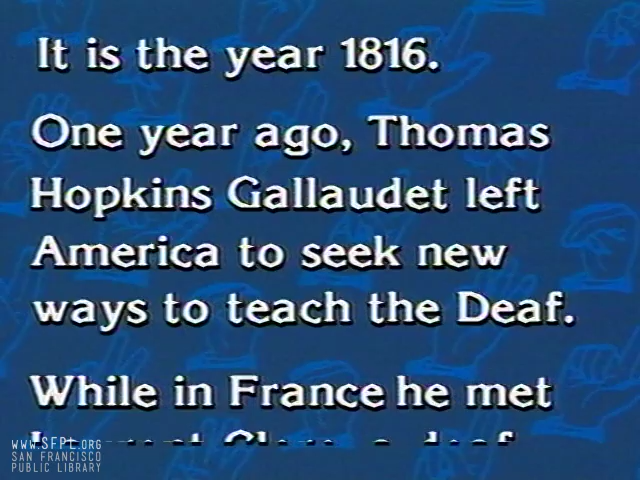 It is the year 1816.
One year ago, Thomas
Hopkins Gallaudet left
America to seek new
ways to teach the Deaf.
While in France he met
a deaf
WWW.SFPL.ORG
SAN FRANCISCO
PUBLIC LIBRARY